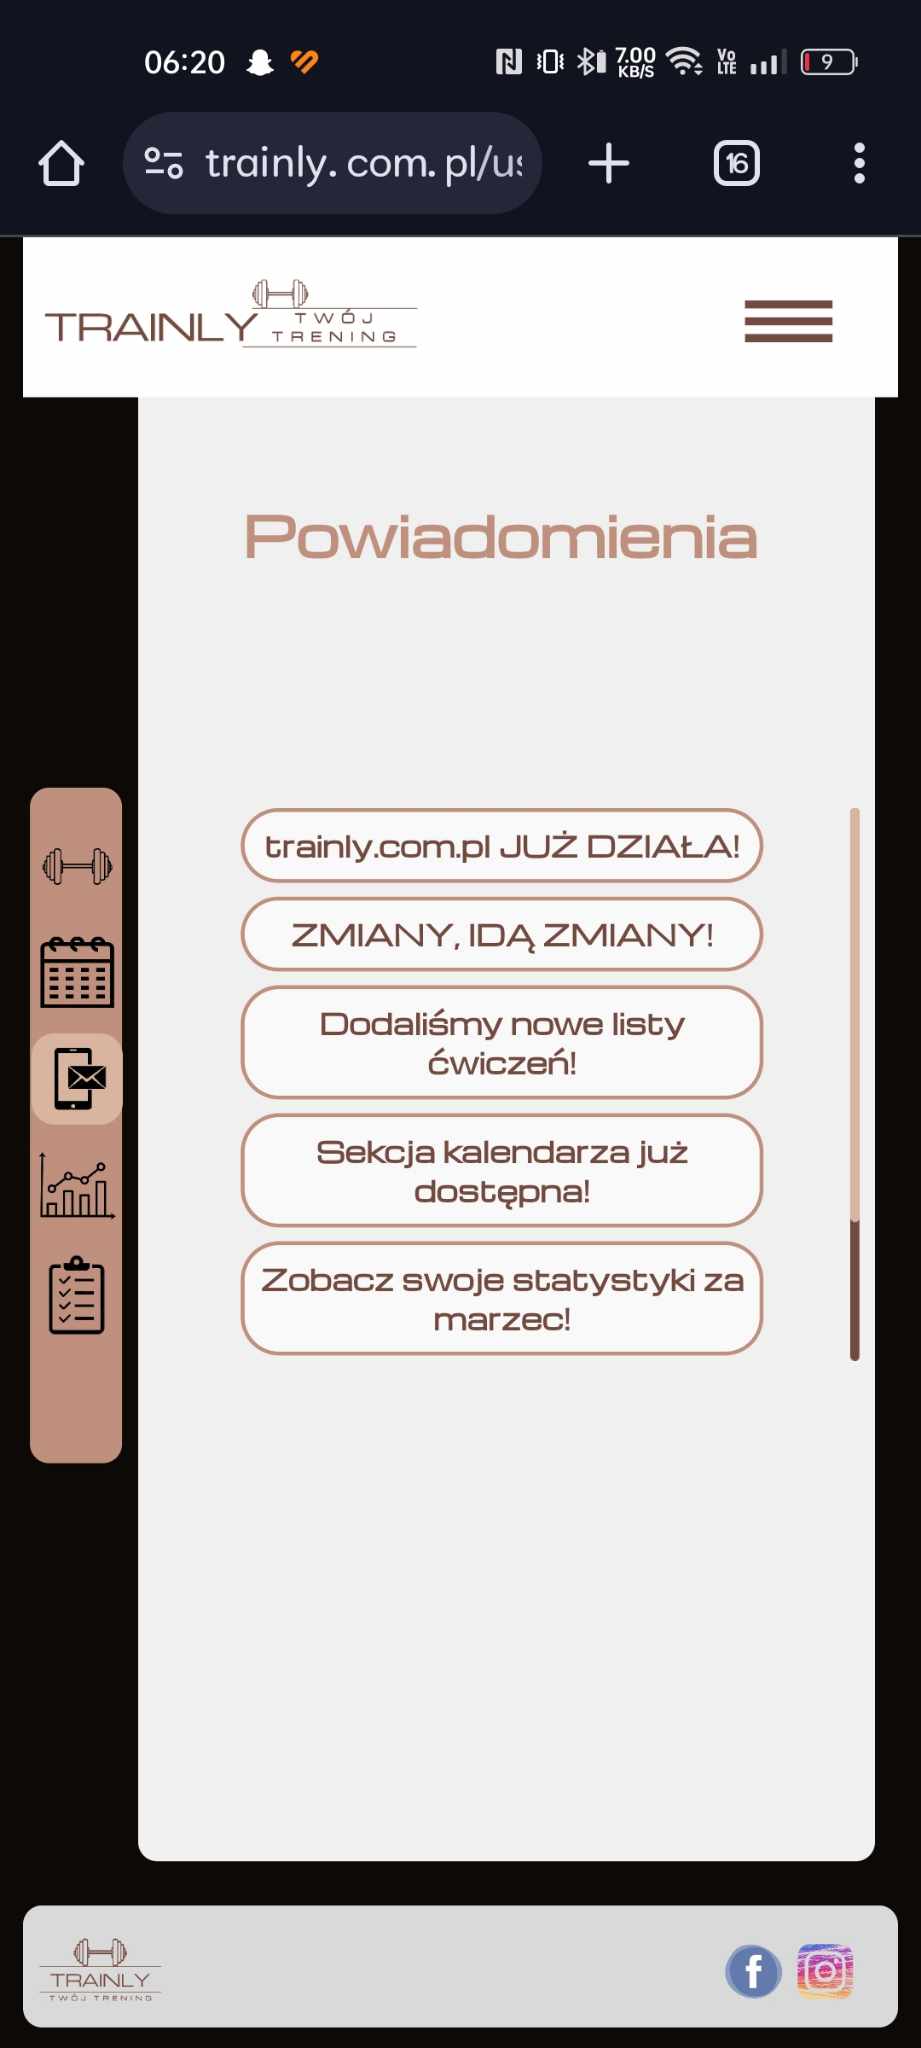 06:20
7.00
KB/S
Vo
LTE
9
trainly.com.pl/us
16
TRAINLY
TWÓJ
TRENING
Powiadomienia
trainly.com.pl JUŻ DZIAŁA!
ZMIANY, IDĄ ZMIANY!
Dodaliśmy nowe listy
ćwiczeń!
Sekcja kalendarza już
dostępna!
Zobacz swoje statystyki za
marzec!
TRAINLY
TWÓJ TRENING